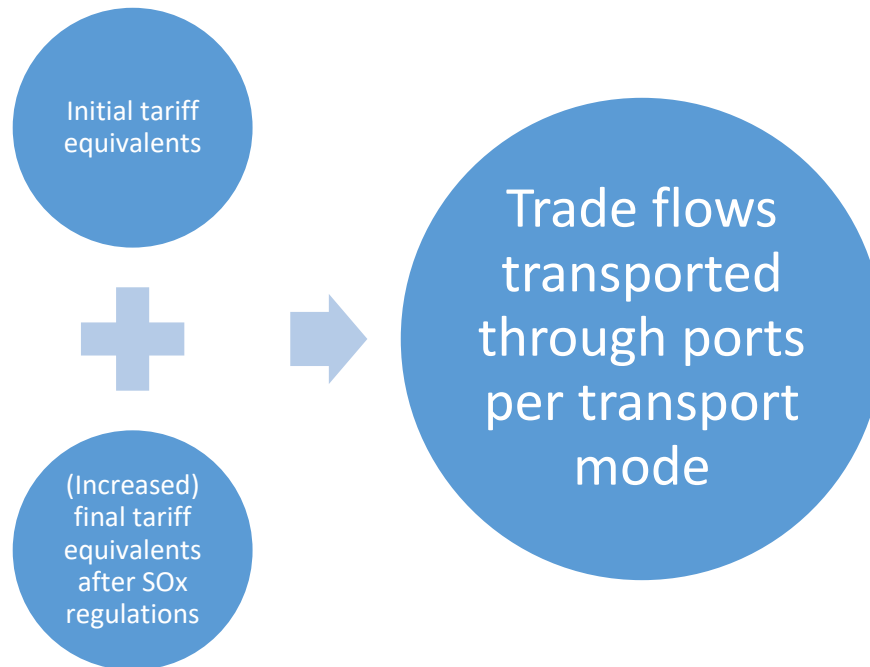 Initial tariff
equivalents
(Increased)
final tariff
equivalents
after SOx
regulations
Trade flows
transported
through ports
per transport
mode